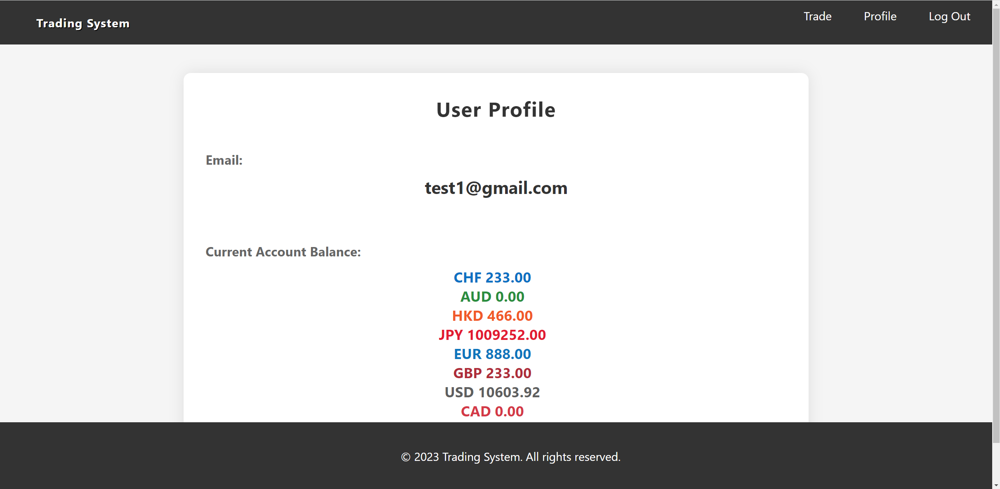 Trading System
Trade Profile Log Out
User Profile
Email:
test1@gmail.com
Current Account Balance:
CHF 233.00
AUD 0.00
HKD 466.00
JPY 1009252.00
EUR 888.00
GBP 233.00
USD 10603.92
CAD 0.00
© 2023 Trading System. All rights reserved.